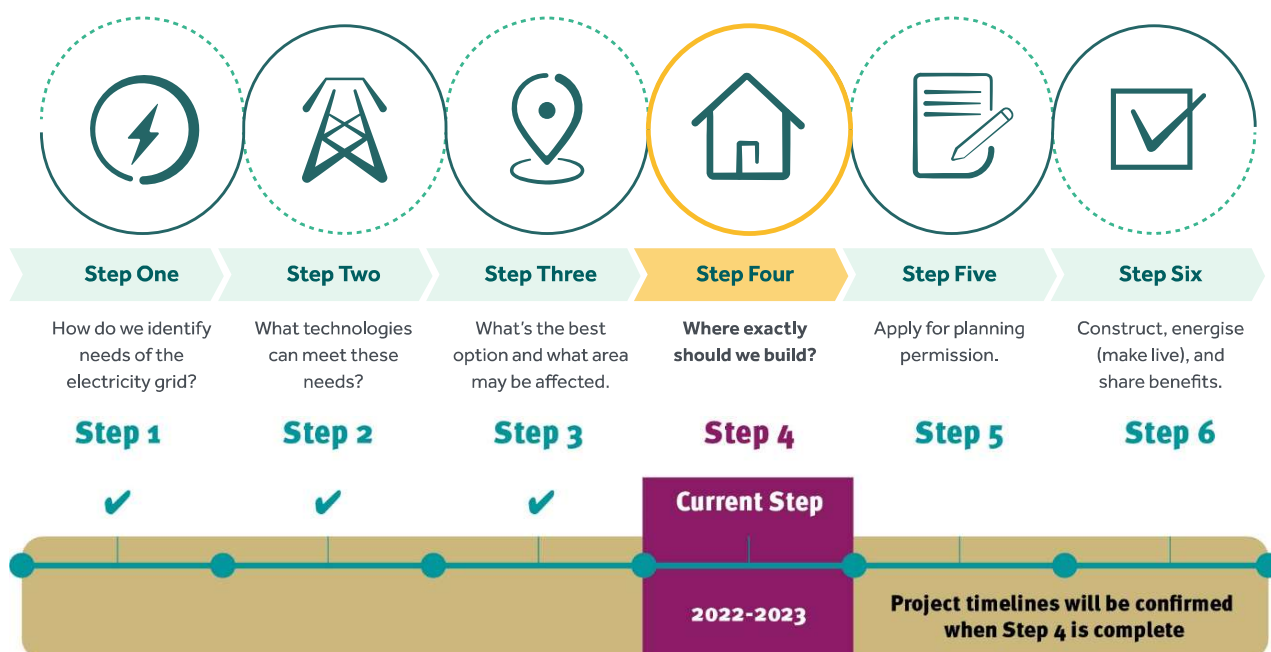 Step One
Step Two
Step Three
Step Four
Step Five
Step Six
How do we identify
needs of the
electricity grid?
What technologies
can meet these
needs?
What's the best
option and what area
may be affected.
Where exactly
should we build?
Apply for planning
permission.
Construct, energise
(make live), and
share benefits.
Step 1
Step 2
Step 3
Step 4
Step 5
Step 6
Current Step
2022-2023
Project timelines will be confirmed
when Step 4 is complete